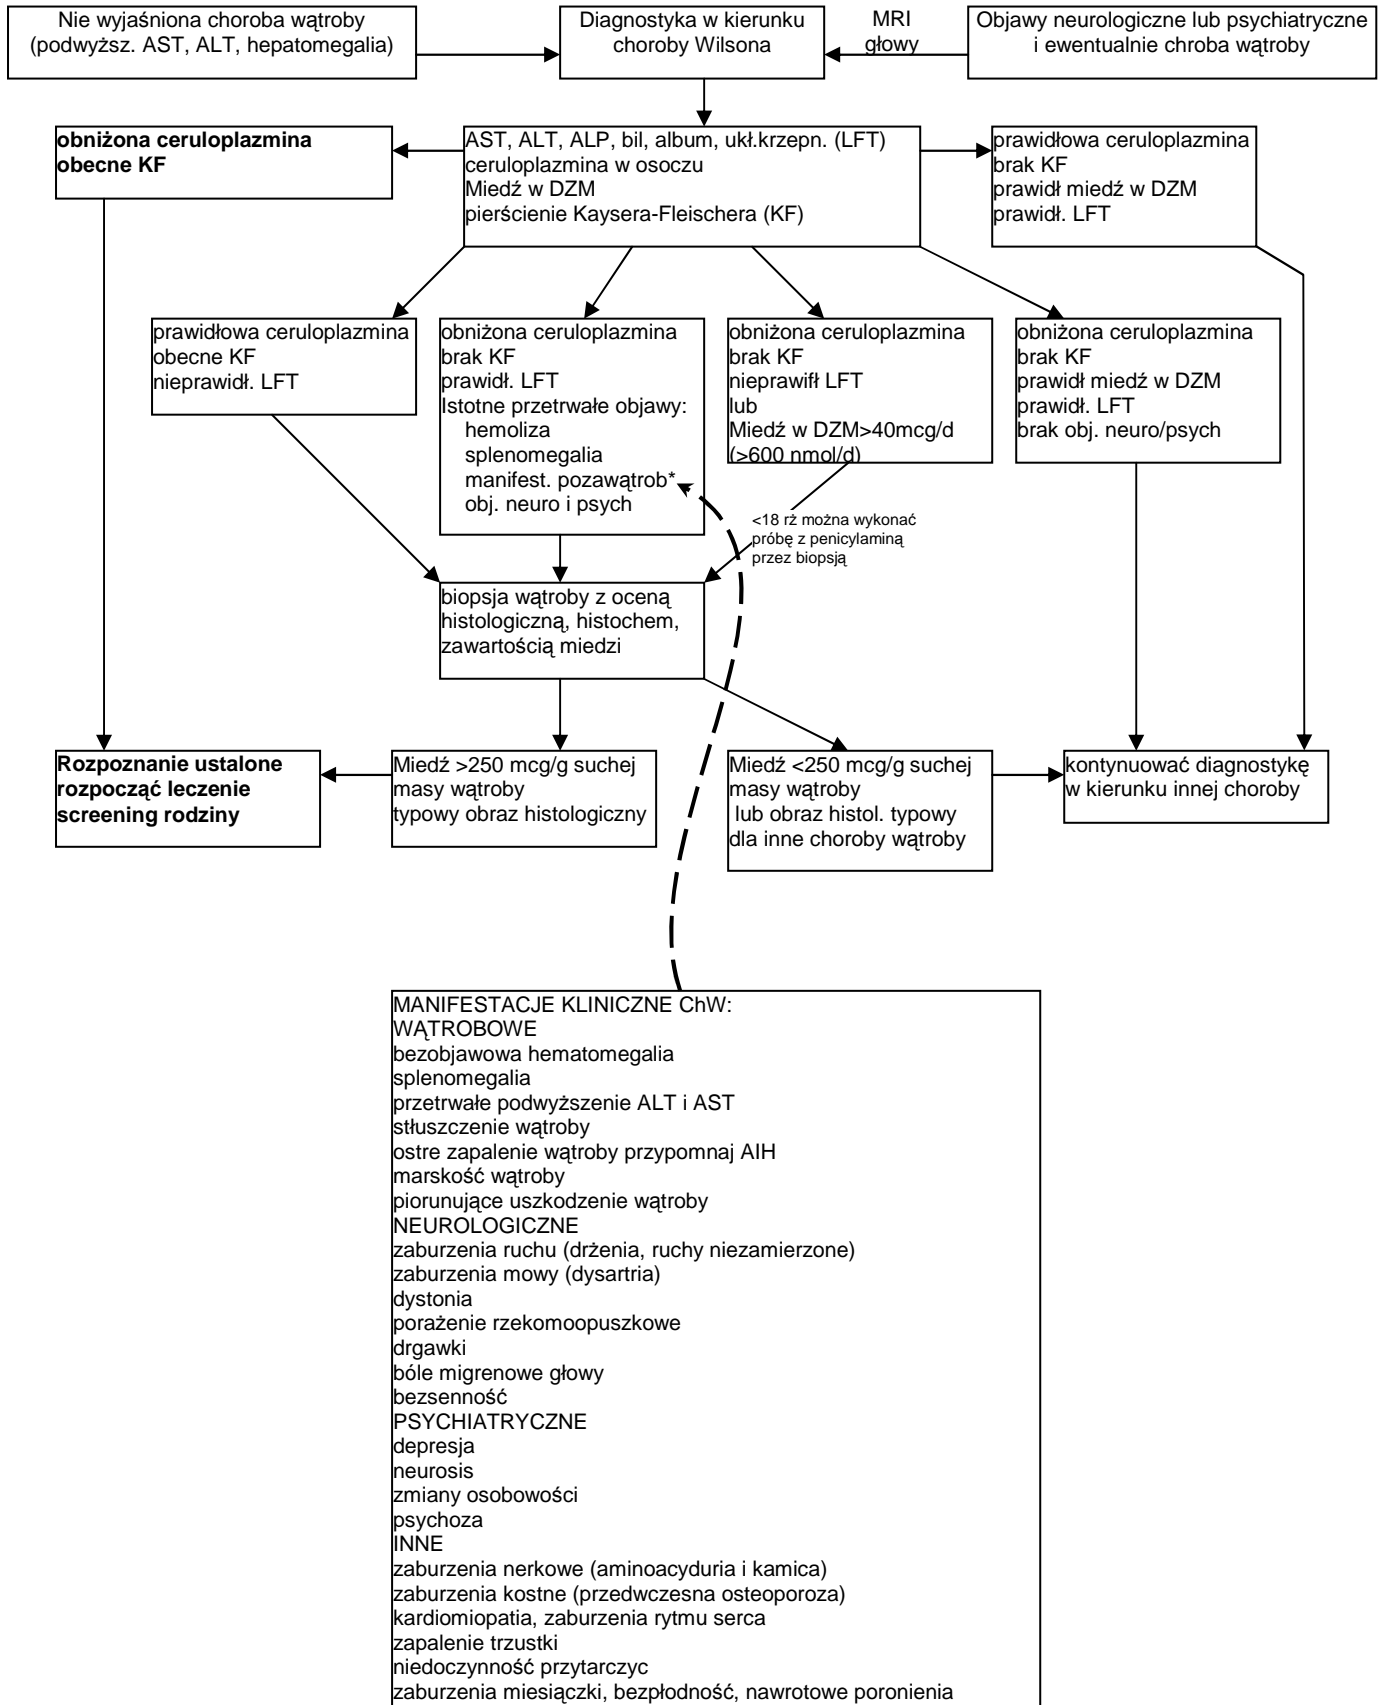 Nie wyjaśniona choroba wątroby
(podwyższ. AST, ALT, hepatomegalia)
Diagnostyka w kierunku
choroby Wilsona
MRI
głowy
Objawy neurologiczne lub psychiatryczne
i ewentualnie chroba wątroby
obniżona ceruloplazmina
obecne KF
AST, ALT, ALP, bil, album, ukł.krzepn. (LFT)
ceruloplazmina w osoczu
Miedź w DZM
pierścienie Kaysera-Fleischera (KF)
prawidłowa ceruloplazmina
brak KF
prawidł miedź w DZM
prawidł. LFT
prawidłowa ceruloplazmina
obecne KF
nieprawidł. LFT
obniżona ceruloplazmina
brak KF
prawidł. LFT
Istotne przetrwałe objawy:
hemoliza
splenomegalia
manifest. pozawątrob*
obj. neuro i psych
obniżona ceruloplazmina
brak KF
nieprawifł LFT
lub
Miedź w DZM>40mcg/d
(>600 nmol/d)
obniżona ceruloplazmina
brak KF
prawidł miedź w DZM
prawidł. LFT
brak obj. neuro/psych
<18 rż można wykonać
próbę z penicylaminą
przez biopsją
biopsja wątroby z oceną
histologiczną, histochem,
zawartością miedzi
Rozpoznanie ustalone
rozpocząć leczenie
screening rodziny
Miedź >250 mcg/g suchej
masy wątroby
typowy obraz histologiczny
Miedź <250 mcg/g suchej
masy wątroby
lub obraz histol. typowy
dla inne choroby wątroby
kontynuować diagnostykę
w kierunku innej choroby
MANIFESTACJE KLINICZNE ChW:
WĄTROBOWE
bezobjawowa hematomegalia
splenomegalia
przetrwałe podwyższenie ALT i AST
stłuszczenie wątroby
ostre zapalenie wątroby przypomnaj AIH
marskość wątroby
piorunujące uszkodzenie wątroby
NEUROLOGICZNE
zaburzenia ruchu (drżenia, ruchy niezamierzone)
zaburzenia mowy (dysartria)
dystonia
porażenie rzekomoopuszkowe
drgawki
bóle migrenowe głowy
bezsenność
PSYCHIATRYCZNE
depresja
neurosis
zmiany osobowości
psychoza
INNE
zaburzenia nerkowe (aminoacyduria i kamica)
zaburzenia kostne (przedwczesna osteoporoza)
kardiomiopatia, zaburzenia rytmu serca
zapalenie trzustki
niedoczynność przytarczyc
zaburzenia miesiączki, bezpłodność, nawrotowe poronienia